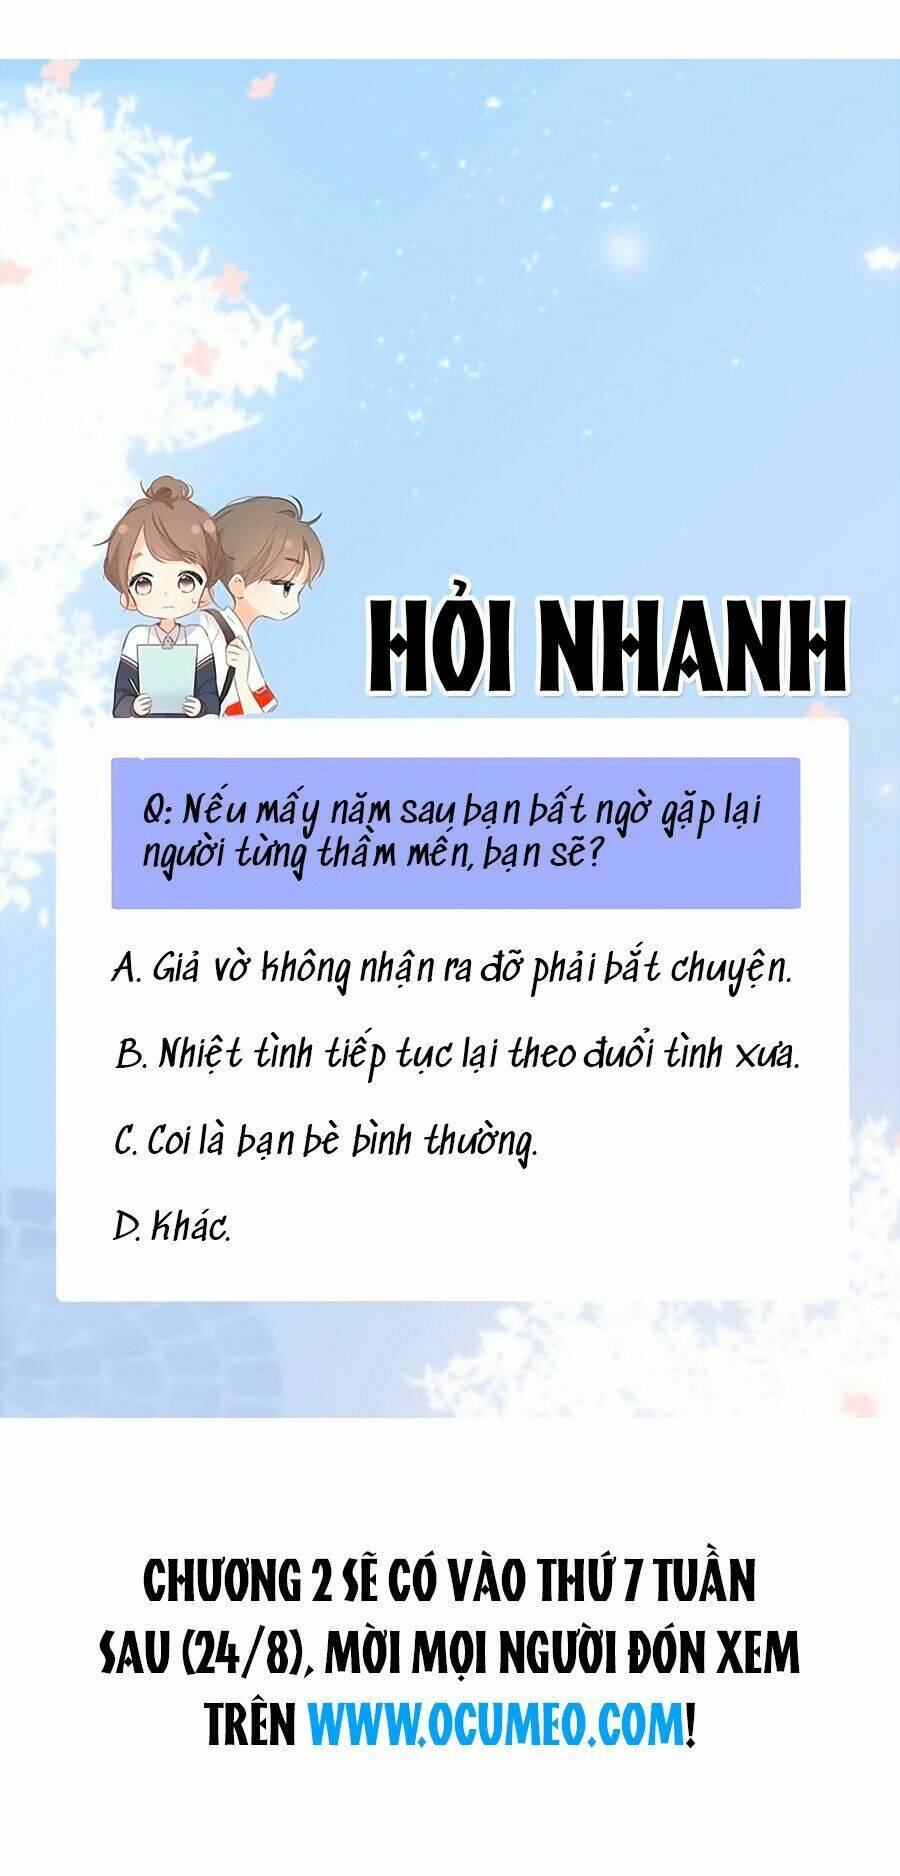 HỎI NHANH
Q: Nếu mấy năm sau bạn bất ngờ gặp lại
người từng thầm mến, bạn sẽ?
A. Giả vờ không nhận ra đỡ phải bắt chuyện.
B. Nhiệt tình tiếp tục lại theo đuổi tình xưa.
C. Coi là bạn bè bình thường.
D. Khác.
CHƯƠNG 2 SẼ CÓ VÀO THỨ 7 TUẦN
SAU (24/8), MỜI MỌI NGƯỜI ĐÓN XEM
TRÊN WWW.OCUMEO.COM!